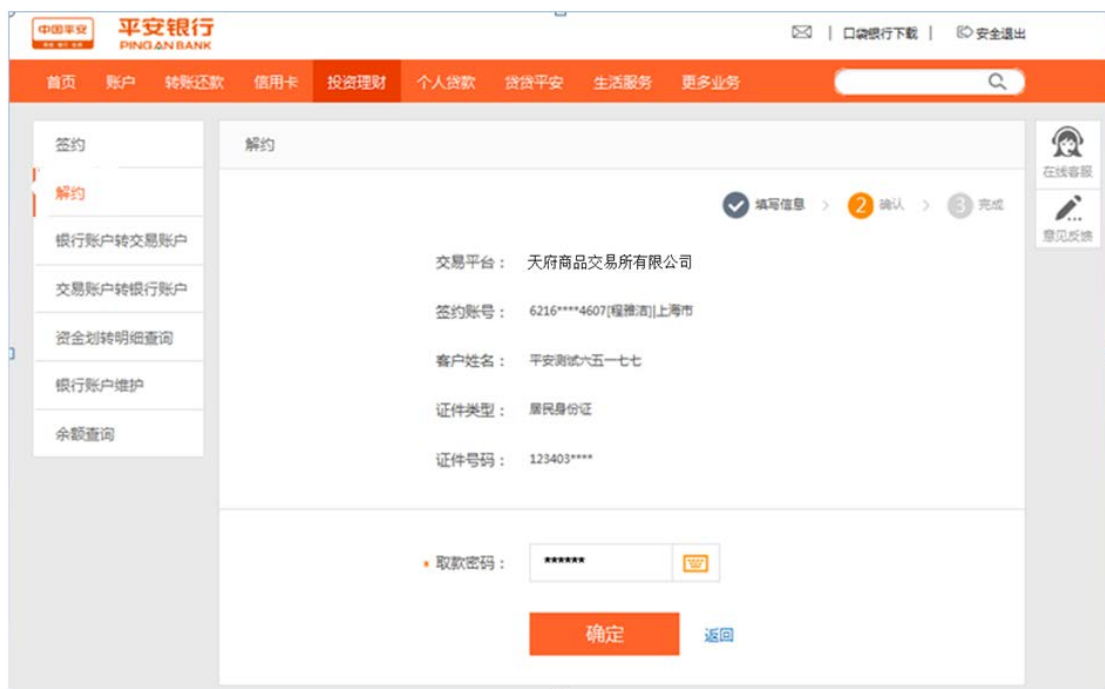 中国平安
平安银行
PING AN BANK
口袋银行下载 | 安全退出
首页 账户 转账还款 信用卡 投资理财 个人贷款 贷贷平安 生活服务 更多业务
签约
解约
银行账户转交易账户
交易账户转银行账户
资金划转明细查询
银行账户维护
余额查询
解约
填写信息 > 2 确认 > 3 完成
交易平台： 天府商品交易所有限公司
签约账号： 6216****4607[程雅洁]|上海市
客户姓名： 平安测试六五一七七
证件类型： 居民身份证
证件号码： 123403****
* 取款密码： ******
确定 返回
在线客服
意见反馈